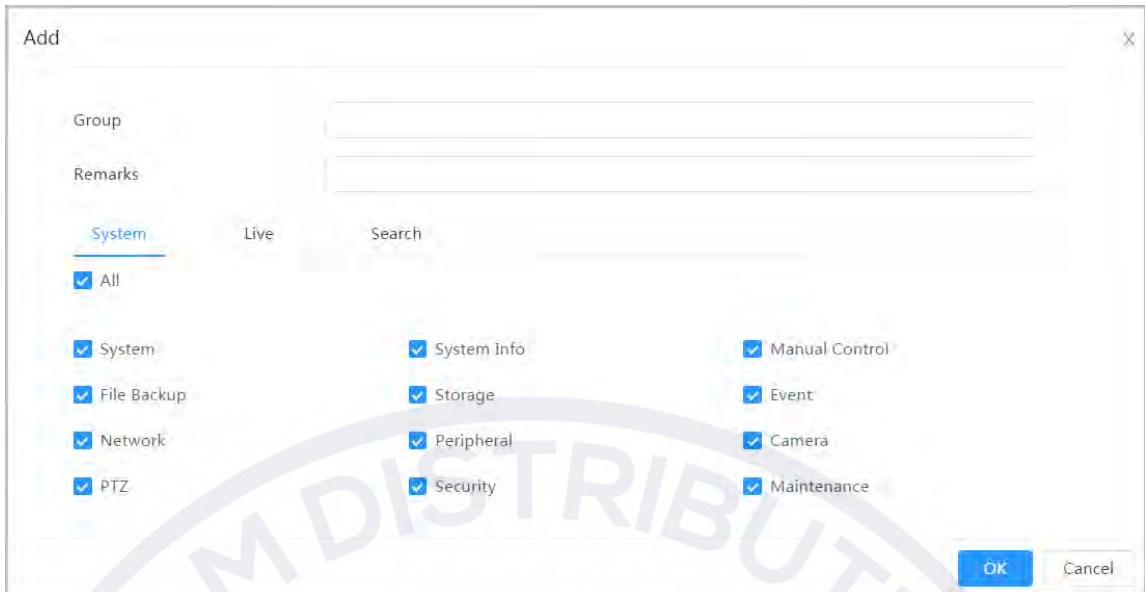 Add X
Group
Remarks
System Live Search
All
System System Info Manual Control
File Backup Storage Event
Network Peripheral Camera
PTZ Security Maintenance
M DISTRIBUTI
OK Cancel